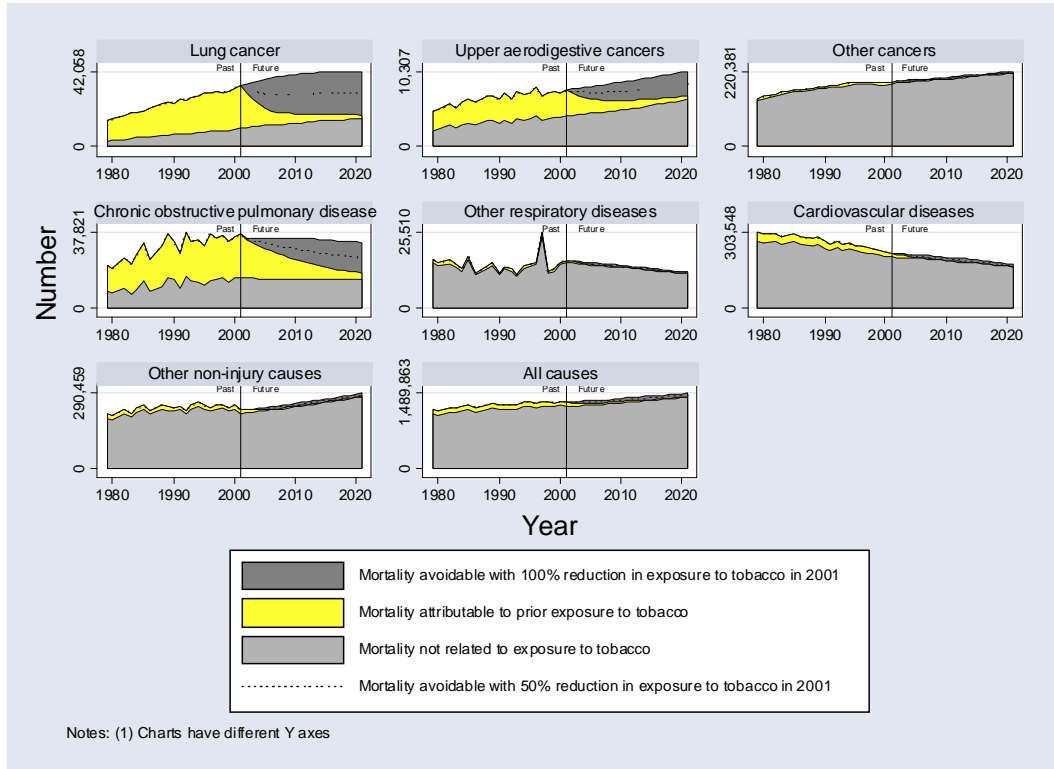 Lung cancer
Upper aerodigestive cancers
Other cancers
Past Future
Past Future
Past Future
42,058
0
10,307
0
220,381
0
1980 1990 2000 2010 2020
1980 1990 2000 2010 2020
1980 1990 2000 2010 2020
Chronic obstructive pulmonary disease
Other respiratory diseases
Cardiovascular diseases
Past Future
Past Future
Past Future
37,821
0
25,510
0
303,548
0
1980 1990 2000 2010 2020
1980 1990 2000 2010 2020
1980 1990 2000 2010 2020
Number
Other non-injury causes
All causes
Past Future
Past Future
290,459
0
1,489,863
0
1980 1990 2000 2010 2020
1980 1990 2000 2010 2020
Year
Mortality avoidable with 100% reduction in exposure to tobacco in 2001
Mortality attributable to prior exposure to tobacco
Mortality not related to exposure to tobacco
Mortality avoidable with 50% reduction in exposure to tobacco in 2001
Notes: (1) Charts have different Y axes